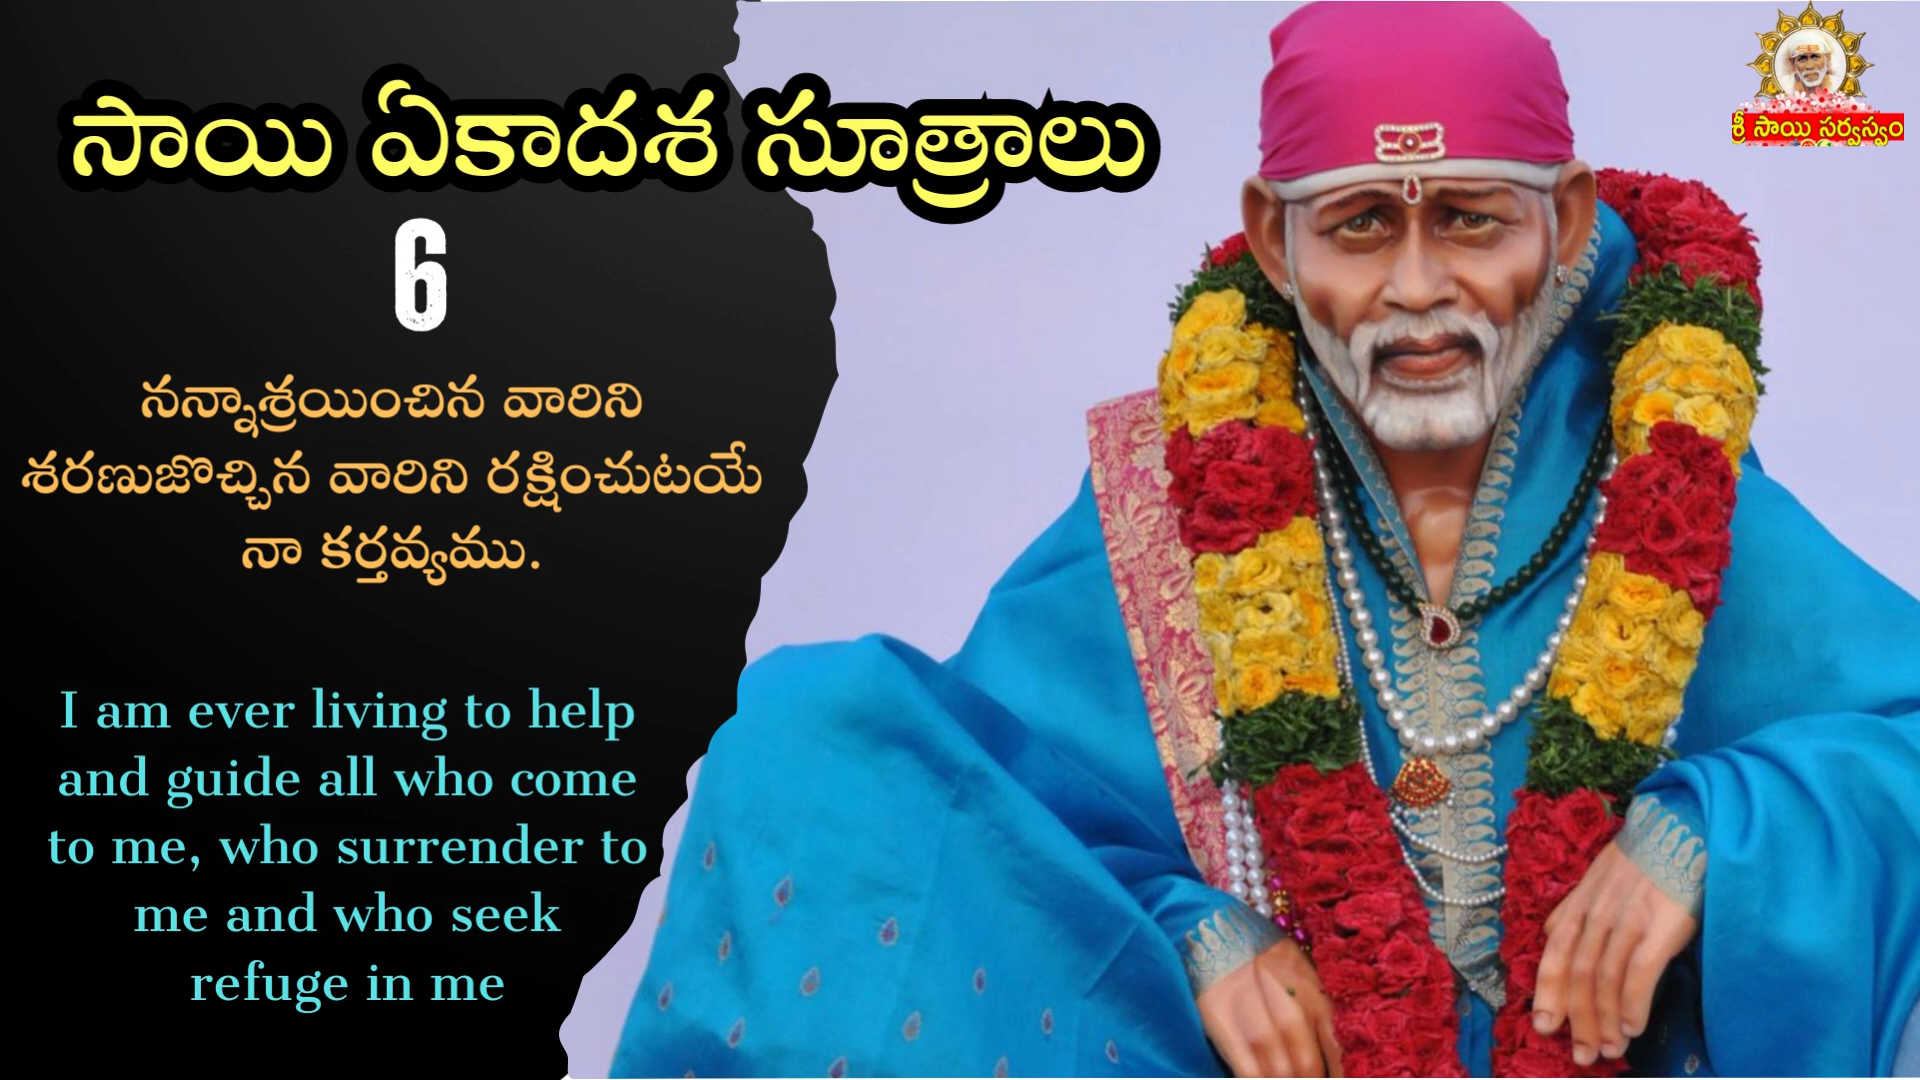 సాయి ఏకాదశ సూత్రాలు
శ్రీ సాయి సర్వస్వం
6
నన్నాశ్రయించిన వారిని
శరణుజొచ్చిన వారిని రక్షించుటయే
నా కర్తవ్యము.
I am ever living to help
and guide all who come
to me, who surrender to
me and who seek
refuge in me